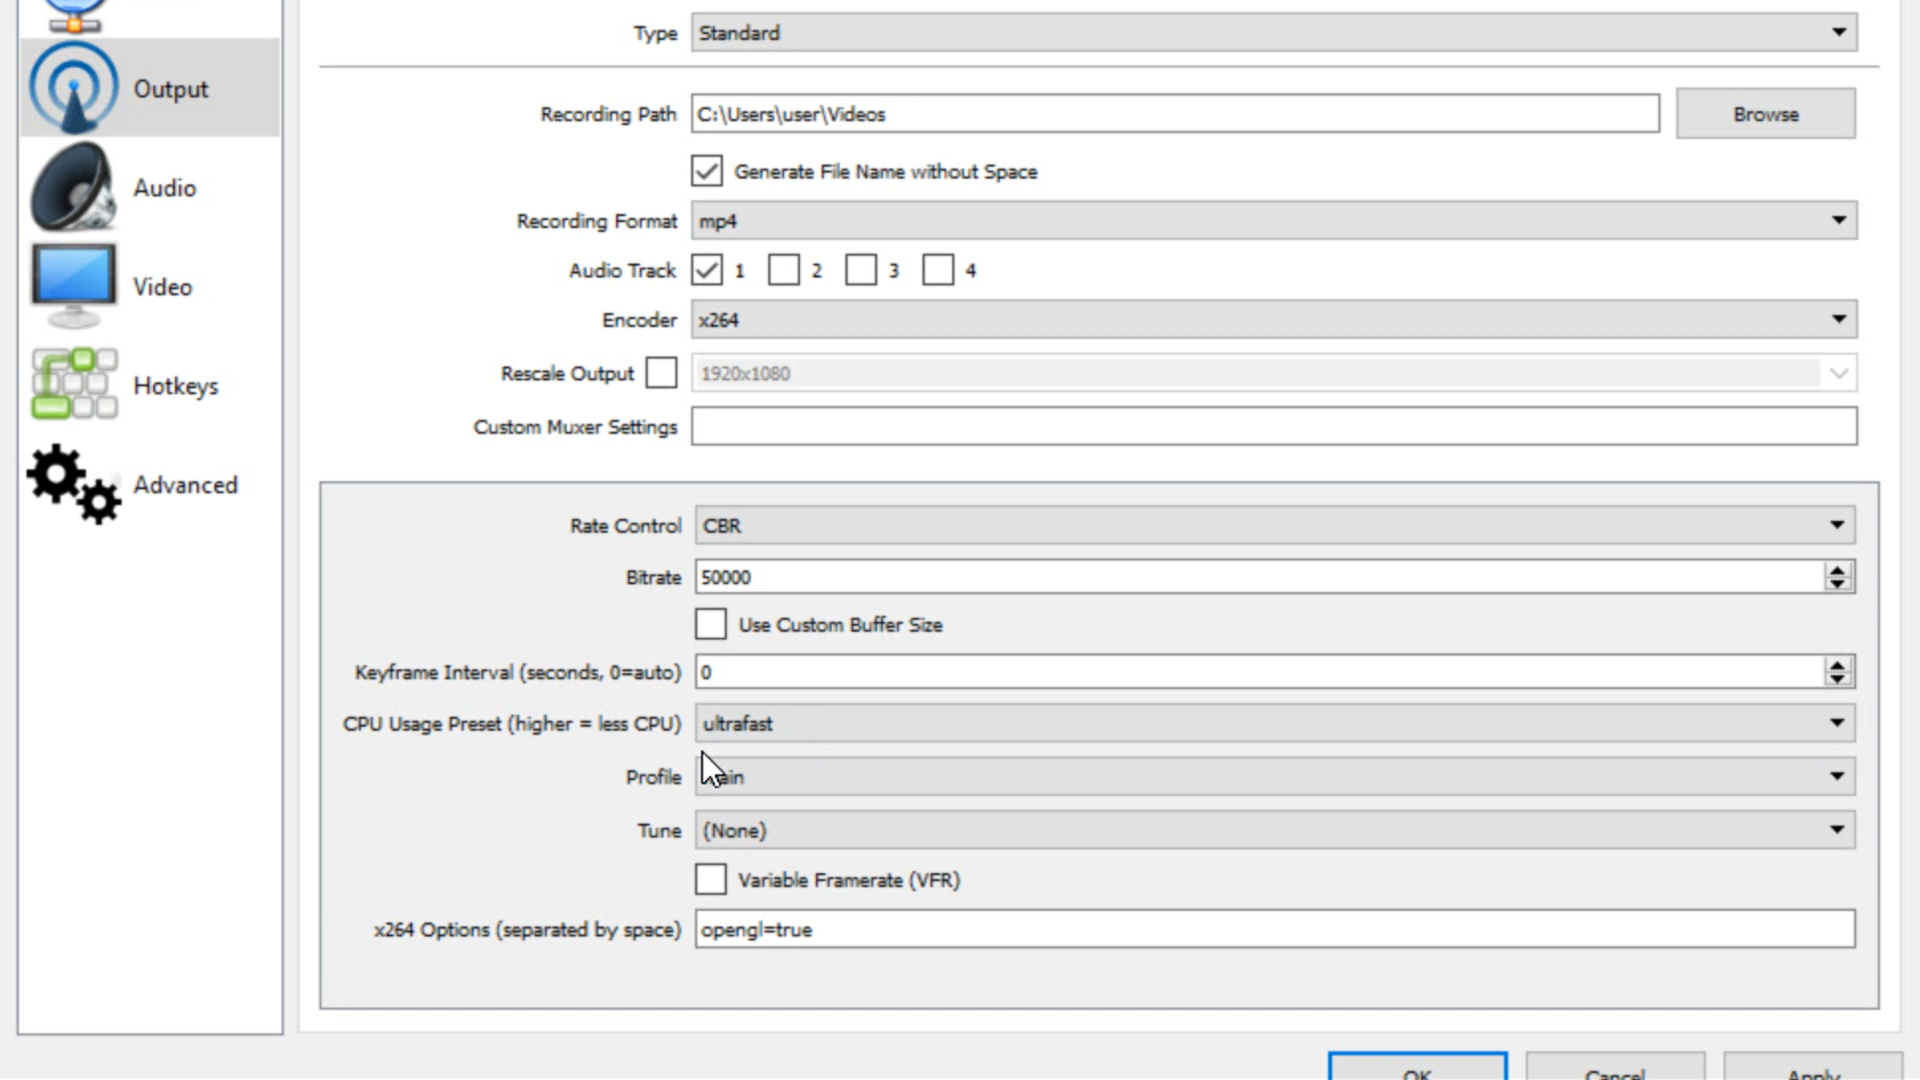 Type Standard
Output
Recording Path C:\Users\user\Videos Browse
Generate File Name without Space
Audio
Recording Format mp4
Audio Track 1 2 3 4
Video
Encoder x264
Rescale Output 1920x1080
Hotkeys
Custom Muxer Settings
Advanced
Rate Control CBR
Bitrate 50000
Use Custom Buffer Size
Keyframe Interval (seconds, 0=auto) 0
CPU Usage Preset (higher = less CPU) ultrafast
Profile
Tune (None)
Variable Framerate (VFR)
x264 Options (separated by space) opengl=true
OK Cancel Apply